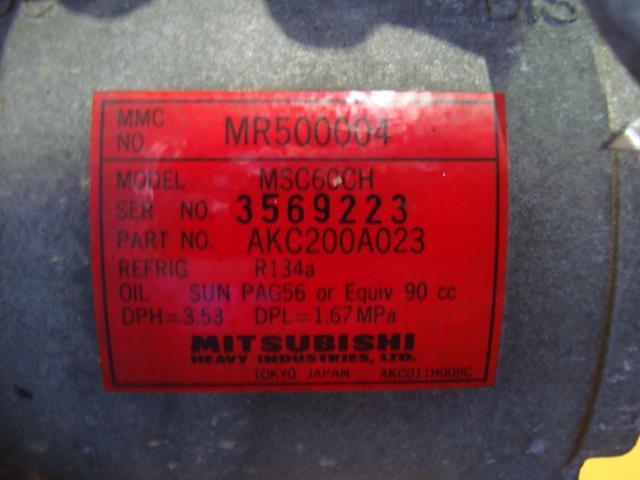 DIS
MMC NO. MR500004
MODEL MSC60CH
SER NO. 3569223
PART NO. AKC200A023
REFRIG R134a
OIL SUN PAG56 or Equiv 90 cc
DPH=3.53 DPL=1.67MPa
MITSUBISHI
HEAVY INDUSTRIES, LTD.
TOKYO JAPAN AKC011H008C